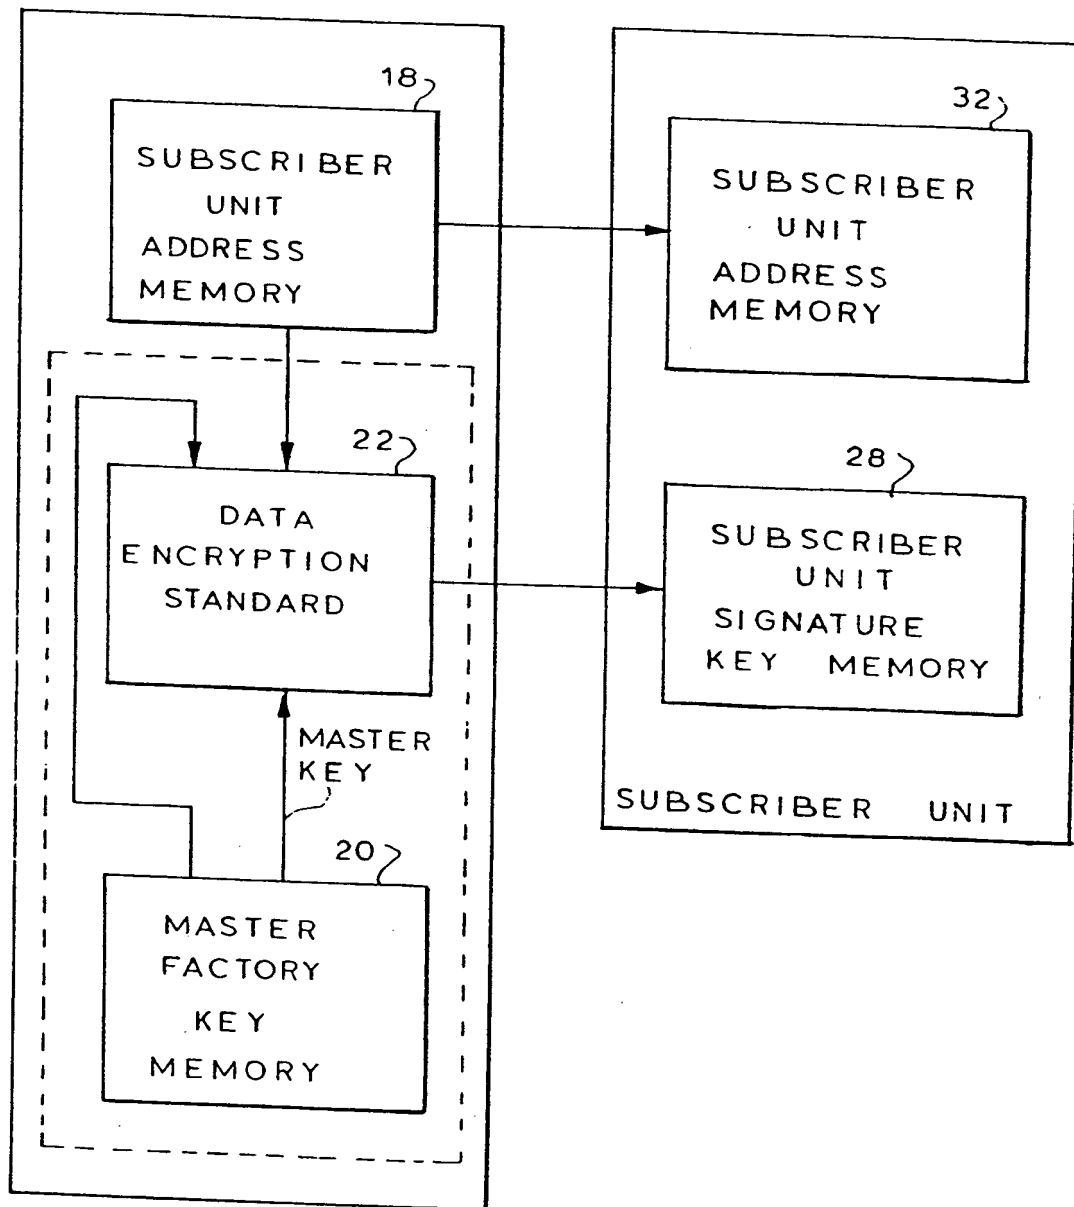 18
SUBSCRIBER
UNIT
ADDRESS
MEMORY
32
SUBSCRIBER
UNIT
ADDRESS
MEMORY
22
DATA
ENCRYPTION
STANDARD
28
SUBSCRIBER
UNIT
SIGNATURE
KEY MEMORY
MASTER
KEY
SUBSCRIBER UNIT
20
MASTER
FACTORY
KEY
MEMORY